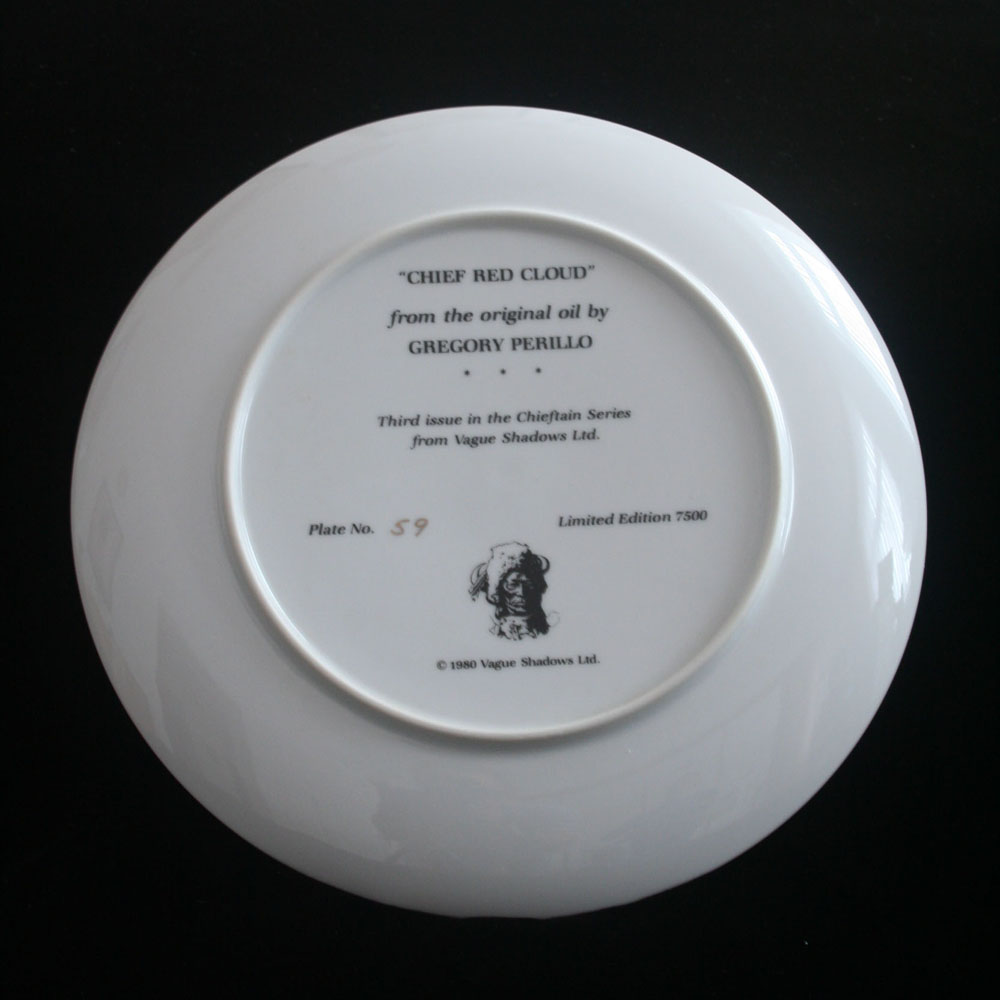 "CHIEF RED CLOUD"
from the original oil by
GREGORY PERILLO
• • •
Third issue in the Chieftain Series
from Vague Shadows Ltd.
Plate No. 59 Limited Edition 7500
© 1980 Vague Shadows Ltd.